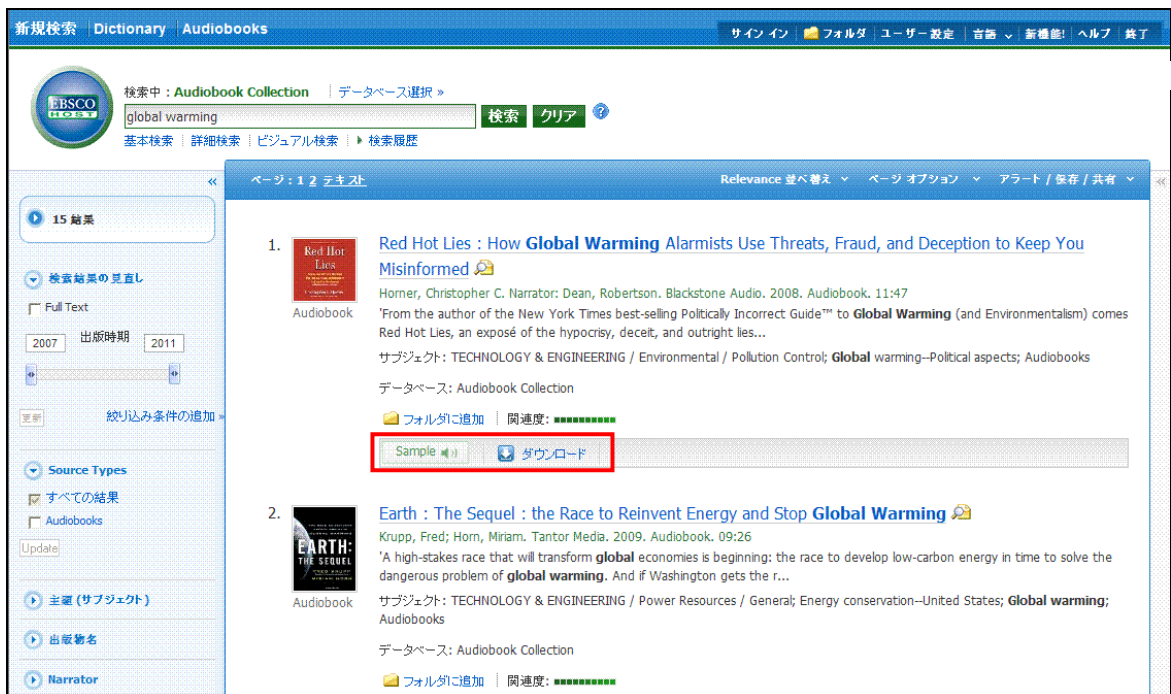 新規検索 Dictionary Audiobooks
サインイン フォルダ ユーザー設定 言語 新機能! ヘルプ 終了
EBSCO
HOST
検索中 : Audiobook Collection データベース選択 »
global warming 検索 クリア ?
基本検索 詳細検索 ビジュアル検索 検索履歴
«
ページ : 1 2 テキスト Relevance 並べ替え ページ オプション アラート / 保存 / 共有 «
15 結果
検索結果の見直し
Full Text
2007 出版時期 2011
更新 絞り込み条件の追加 »
Source Types
すべての結果
Audiobooks
Update
主題 (サブジェクト)
出版物名
Narrator
1.
Red Hot
Lies
Audiobook
Red Hot Lies : How Global Warming Alarmists Use Threats, Fraud, and Deception to Keep You
Misinformed
Horner, Christopher C. Narrator: Dean, Robertson. Blackstone Audio. 2008. Audiobook. 11:47
'From the author of the New York Times best-selling Politically Incorrect Guide™ to Global Warming (and Environmentalism) comes
Red Hot Lies, an exposé of the hypocrisy, deceit, and outright lies...
サブジェクト: TECHNOLOGY & ENGINEERING / Environmental / Pollution Control; Global warming--Political aspects; Audiobooks
データベース: Audiobook Collection
フォルダに追加 関連度:
Sample ダウンロード
2.
EARTH:
THE SEQUEL
Audiobook
Earth : The Sequel : the Race to Reinvent Energy and Stop Global Warming
Krupp, Fred; Horn, Miriam. Tantor Media. 2009. Audiobook. 09:26
'A high-stakes race that will transform global economies is beginning: the race to develop low-carbon energy in time to solve the
dangerous problem of global warming. And if Washington gets the r...
サブジェクト: TECHNOLOGY & ENGINEERING / Power Resources / General; Energy conservation--United States; Global warming;
Audiobooks
データベース: Audiobook Collection
フォルダに追加 関連度: